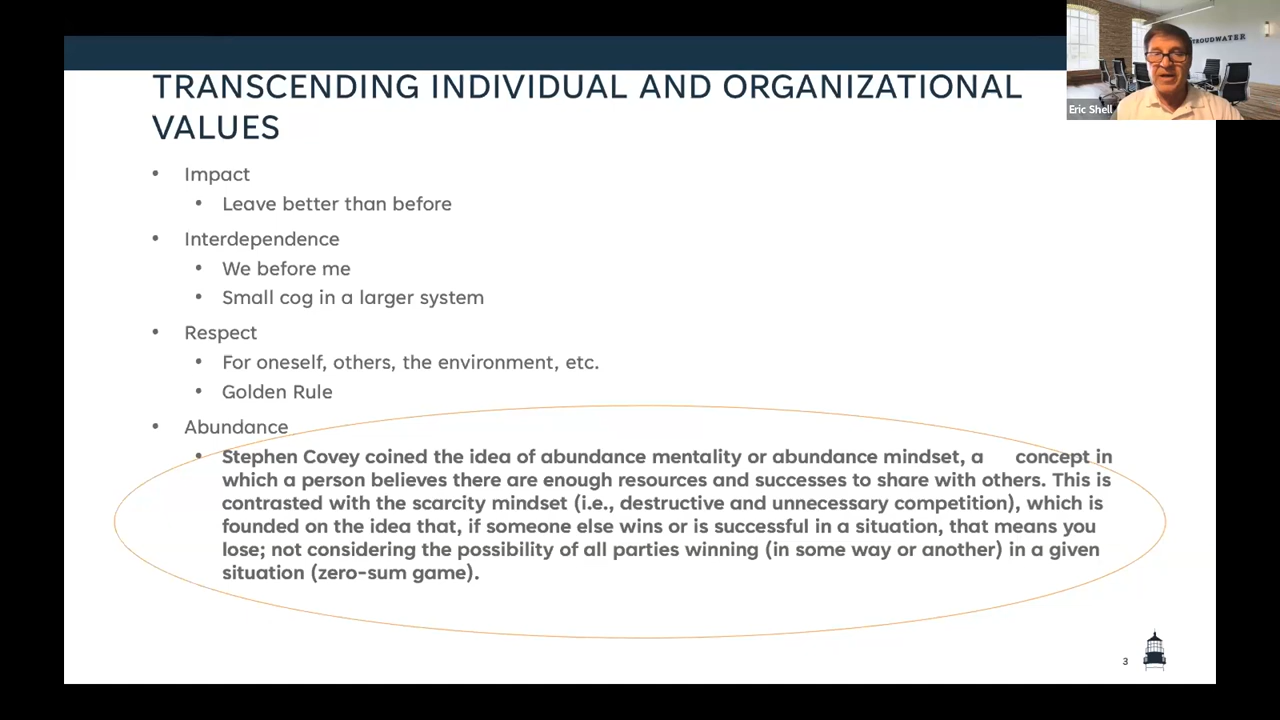 TRANSCENDING INDIVIDUAL AND ORGANIZATIONAL
VALUES
• Impact
• Leave better than before
• Interdependence
• We before me
• Small cog in a larger system
• Respect
• For oneself, others, the environment, etc.
• Golden Rule
• Abundance
• Stephen Covey coined the idea of abundance mentality or abundance mindset, a concept in
which a person believes there are enough resources and successes to share with others. This is
contrasted with the scarcity mindset (i.e., destructive and unnecessary competition), which is
founded on the idea that, if someone else wins or is successful in a situation, that means you
lose; not considering the possibility of all parties winning (in some way or another) in a given
situation (zero-sum game).
3
TROUDWATER
Eric Shell